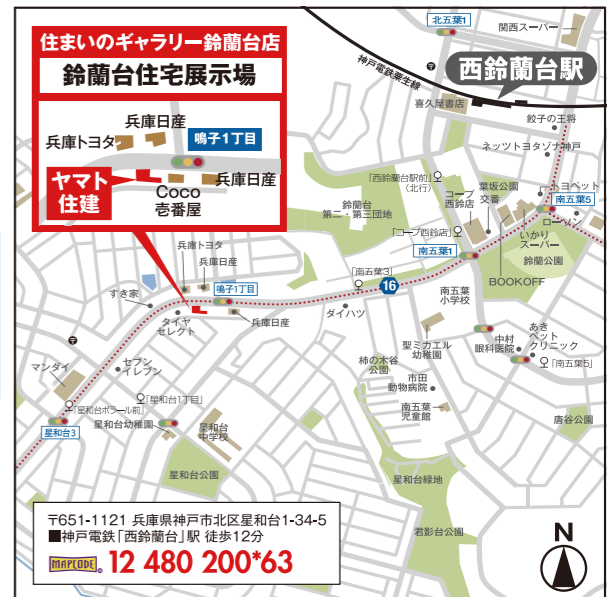 住まいのギャラリー鈴蘭台店
鈴蘭台住宅展示場
兵庫日産
兵庫トヨタ
鳴子1丁目
ヤマト
住建
Coco
壱番屋
兵庫日産
北五葉1
関西スーパー
神戸電鉄粟生線
西鈴蘭台駅
喜久屋書店
餃子の王将
ネッツトヨタゾナ神戸
「西鈴蘭台駅前」
(北行)
鈴蘭台
第二・第三団地
コープ
西鈴店
葉坂公園
交番
トヨペット
南五葉5
ローソン
「コープ西鈴店」
いかり
スーパー
鈴蘭公園
南五葉1
BOOKOFF
兵庫トヨタ
兵庫日産
鳴子1丁目
「南五葉3」
16
南五葉
小学校
すき家
タイヤ
セレクト
兵庫日産
ダイハツ
聖ミカエル
幼稚園
中村
眼科医院
あき
ペット
クリニック
「南五葉5」
マンダイ
セブン
イレブン
柿の木谷
公園
市田
動物病院
「星和台1丁目」
「星和台ポラール前」
南五葉
児童館
唐谷公園
星和台3
星和台幼稚園
星和台
中学校
星和台公園
星和台緑地
君影台公園
〒651-1121 兵庫県神戸市北区星和台1-34-5
■神戸電鉄「西鈴蘭台」駅 徒歩12分
MAPCODE® 12 480 200*63
N